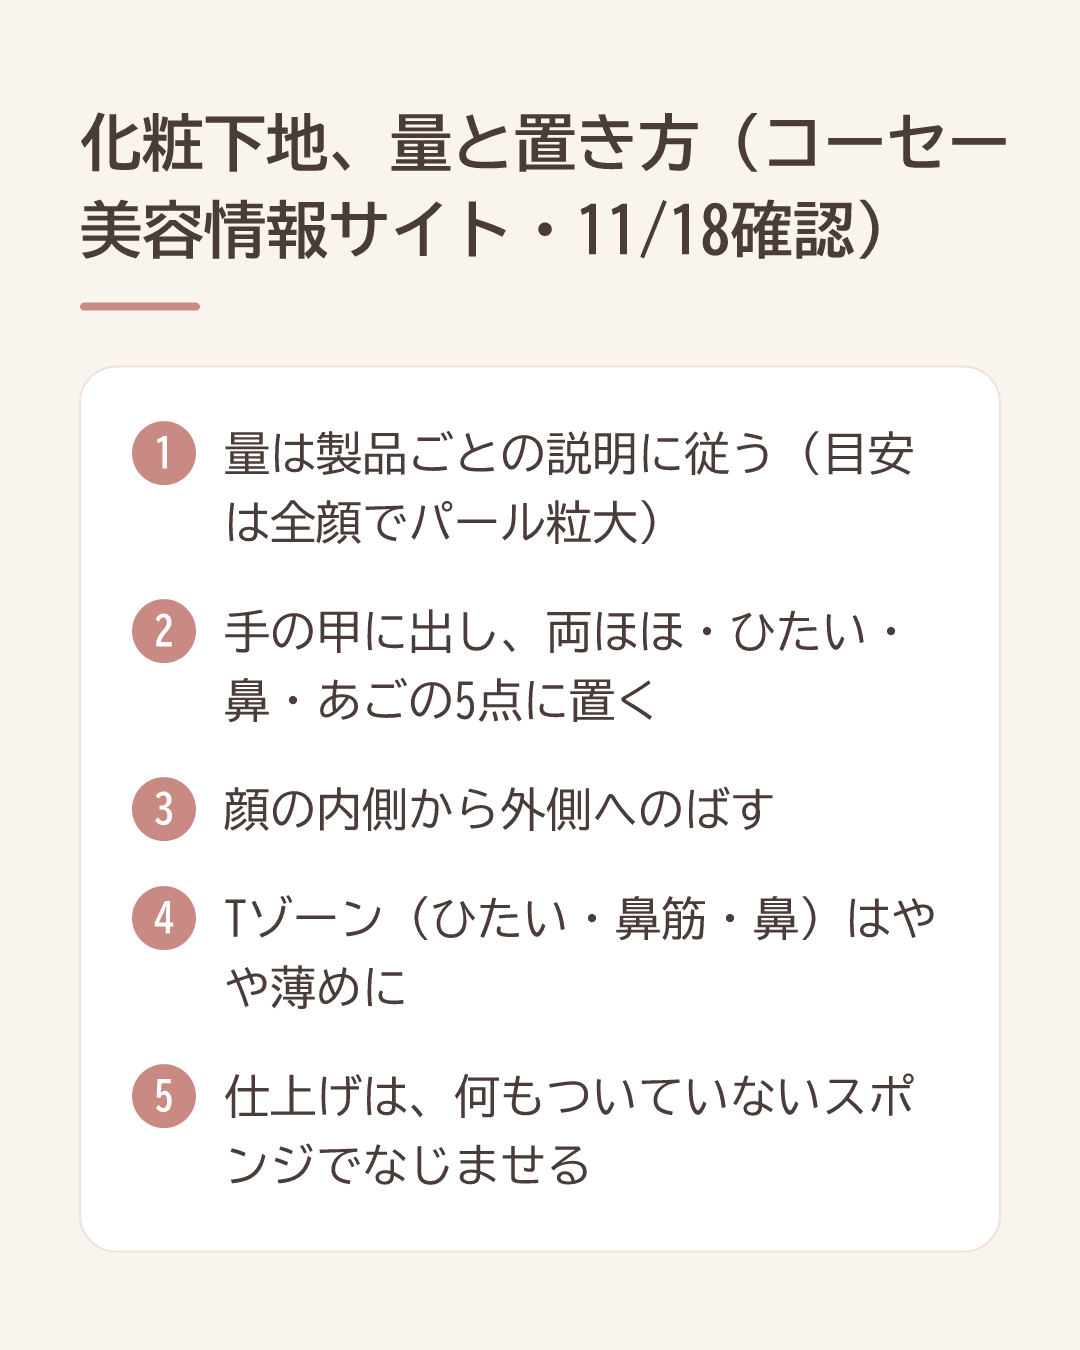 化粧下地、量と置き方（コーセー
美容情報サイト・11/18確認）
1 量は製品ごとの説明に従う（目安
は全顔でパール粒大）
2 手の甲に出し、両ほほ・ひたい・
鼻・あごの5点に置く
3 顔の内側から外側へのばす
4 Tゾーン（ひたい・鼻筋・鼻）はや
や薄めに
5 仕上げは、何もついていないスポ
ンジでなじませる